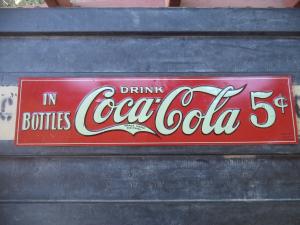 IN
BOTTLES
DRINK
Coca-Cola 5¢